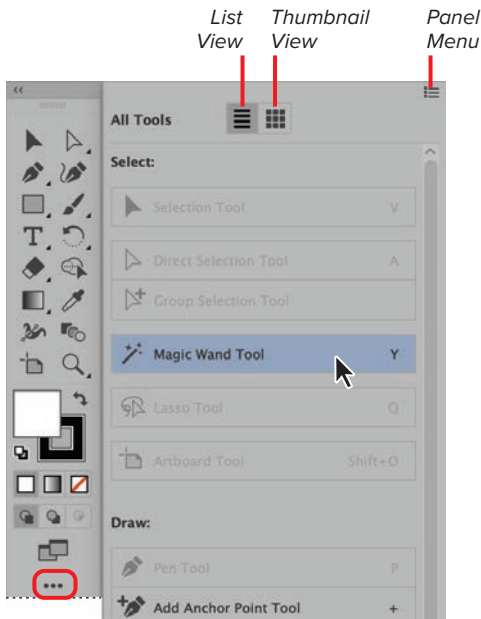 List Thumbnail Panel
View View Menu
All Tools
Select:
Selection Tool V
Direct Selection Tool A
Group Selection Tool
Magic Wand Tool Y
Lasso Tool Q
Artboard Tool Shift+O
Draw:
Pen Tool P
Add Anchor Point Tool +